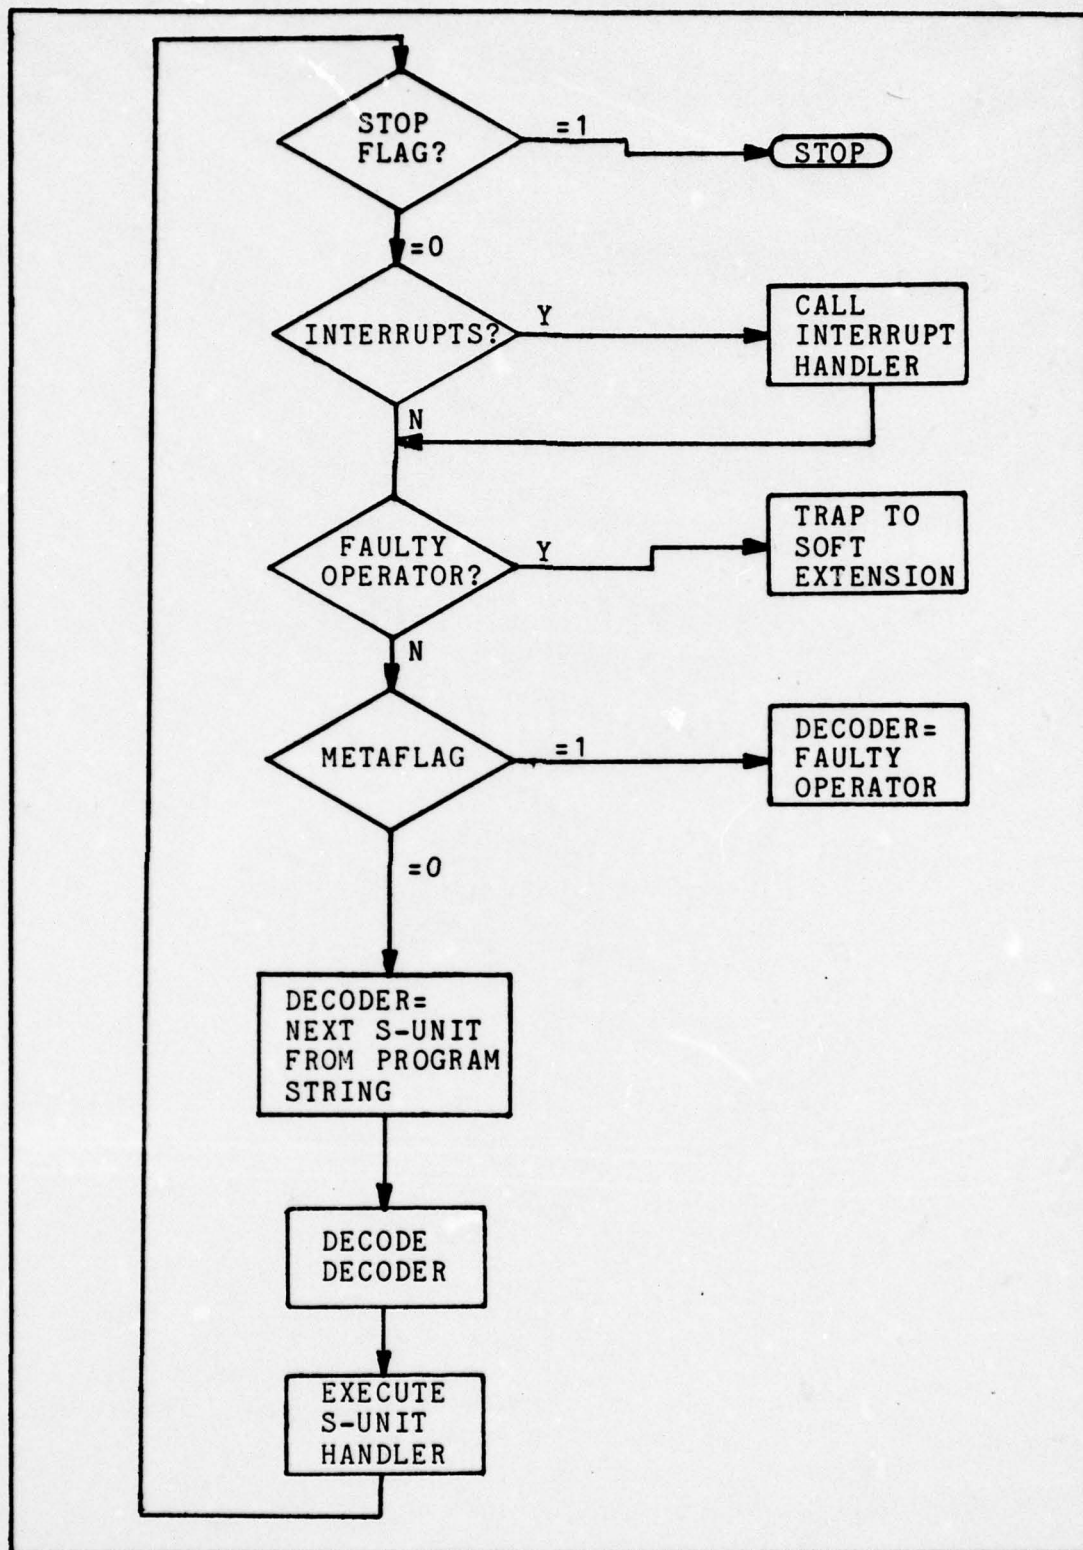 STOP
FLAG?
=1
STOP
=0
INTERRUPTS?
Y
CALL
INTERRUPT
HANDLER
N
FAULTY
OPERATOR?
Y
TRAP TO
SOFT
EXTENSION
N
METAFLAG
=1
DECODER=
FAULTY
OPERATOR
=0
DECODER=
NEXT S-UNIT
FROM PROGRAM
STRING
DECODE
DECODER
EXECUTE
S-UNIT
HANDLER